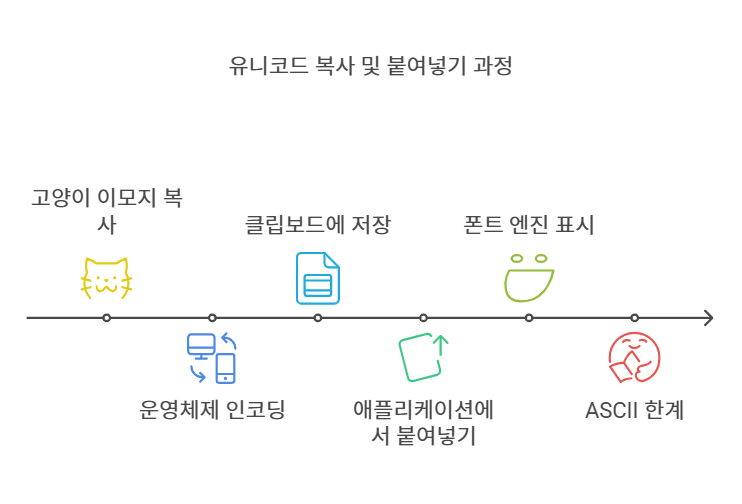 유니코드 복사 및 붙여넣기 과정
고양이 이모지 복
사
운영체제 인코딩
클립보드에 저장
애플리케이션에
서 붙여넣기
폰트 엔진 표시
ASCII 한계